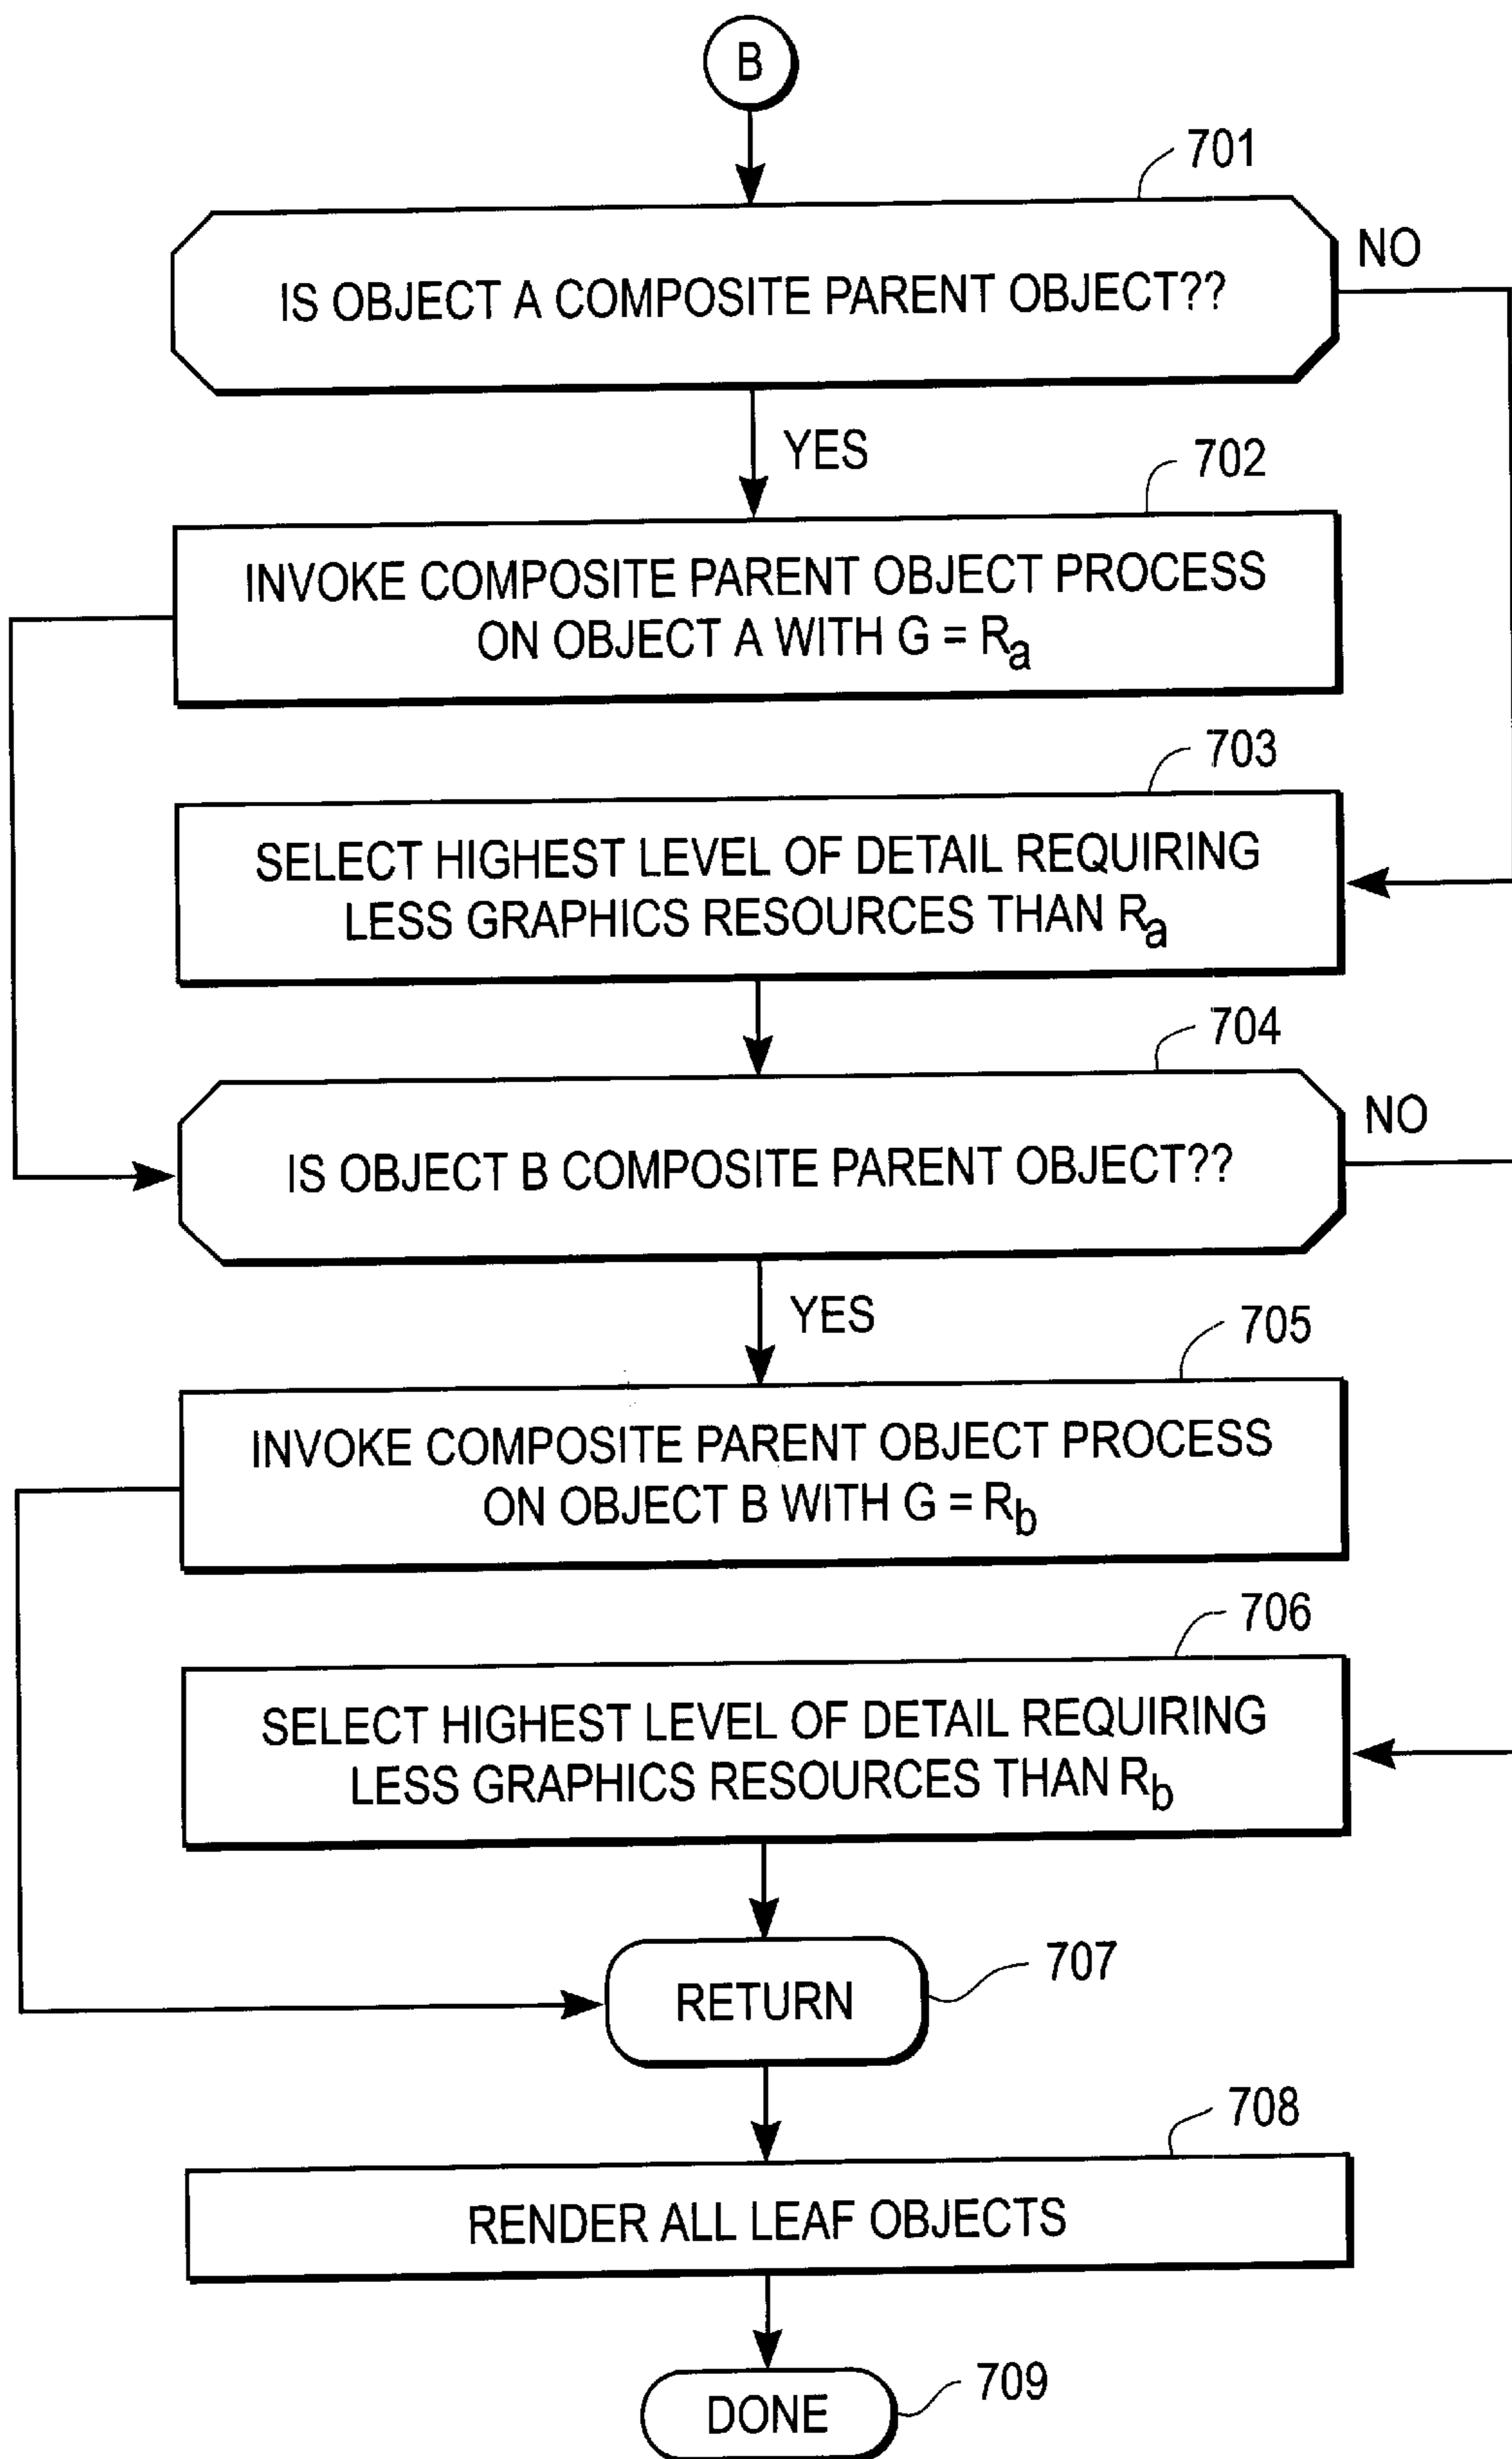 B
701
IS OBJECT A COMPOSITE PARENT OBJECT??
NO
YES
702
INVOKE COMPOSITE PARENT OBJECT PROCESS
ON OBJECT A WITH G = Ra
703
SELECT HIGHEST LEVEL OF DETAIL REQUIRING
LESS GRAPHICS RESOURCES THAN Ra
704
IS OBJECT B COMPOSITE PARENT OBJECT??
NO
YES
705
INVOKE COMPOSITE PARENT OBJECT PROCESS
ON OBJECT B WITH G = Rb
706
SELECT HIGHEST LEVEL OF DETAIL REQUIRING
LESS GRAPHICS RESOURCES THAN Rb
RETURN
707
708
RENDER ALL LEAF OBJECTS
DONE
709